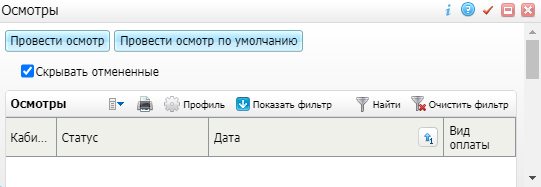 Осмотры
Провести осмотр Провести осмотр по умолчанию
Скрывать отмененные
Осмотры Профиль Показать фильтр Найти Очистить фильтр
Каби... Статус Дата 1 Вид оплаты